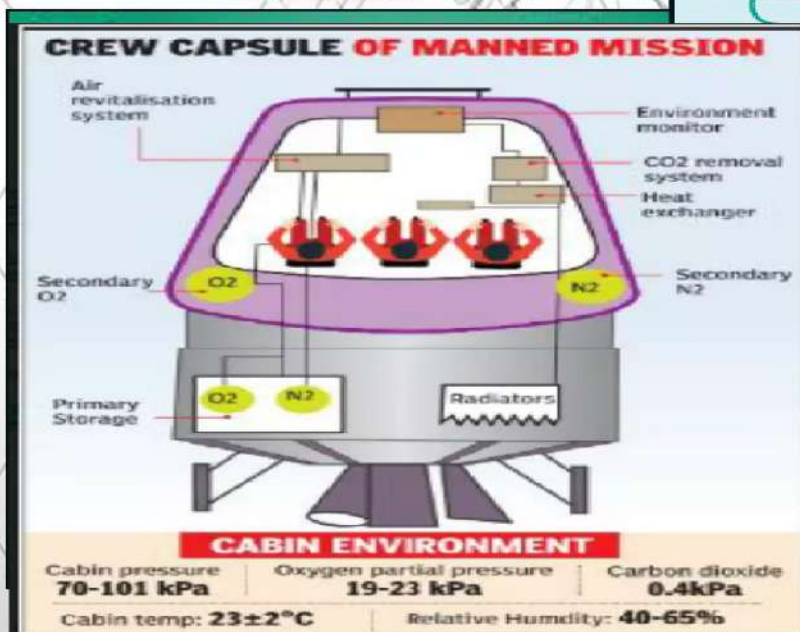 CREW CAPSULE OF MANNED MISSION
Air
revitalisation
system
Environment
monitor
CO2 removal
system
Heat
exchanger
Secondary
O2
O2
N2
Secondary
N2
Primary
Storage
O2
N2
Radiators
CABIN ENVIRONMENT
Cabin pressure
70-101 kPa
Oxygen partial pressure
19-23 kPa
Carbon dioxide
0.4kPa
Cabin temp: 23±2°C
Relative Humdity: 40-65%